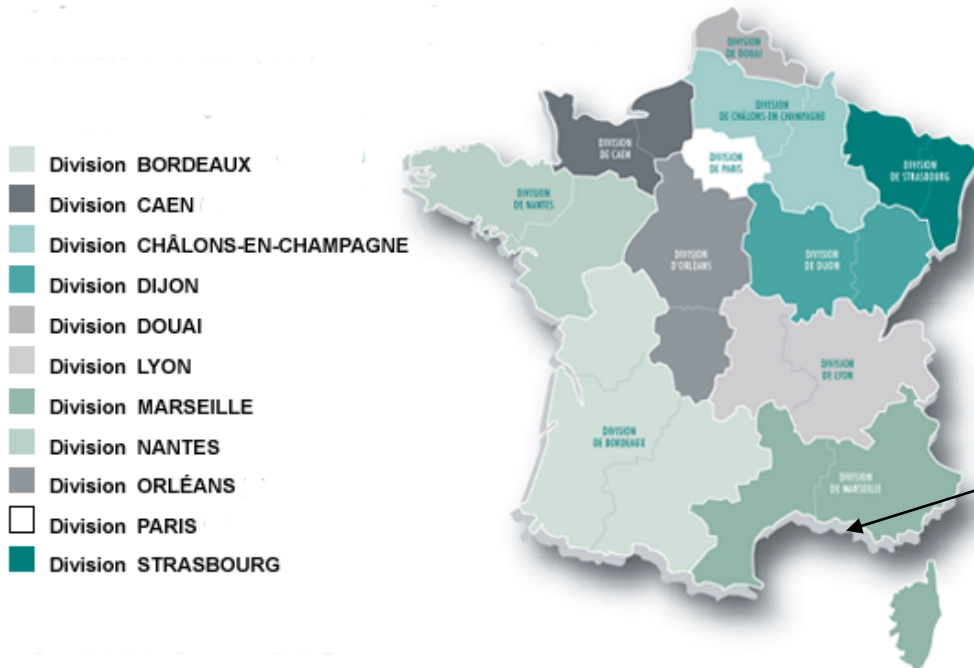 Division BORDEAUX
Division CAEN
Division CHÂLONS-EN-CHAMPAGNE
Division DIJON
Division DOUAI
Division LYON
Division MARSEILLE
Division NANTES
Division ORLÉANS
Division PARIS
Division STRASBOURG
DIVISION
DE DOUAI
DIVISION
DE CHÂLONS-EN-CHAMPAGNE
DIVISION
DE CAEN
DIVISION
DE PARIS
DIVISION
DE STRASBOURG
DIVISION
DE NANTES
DIVISION
D'ORLÉANS
DIVISION
DE DIJON
DIVISION
DE LYON
DIVISION
DE BORDEAUX
DIVISION
DE MARSEILLE